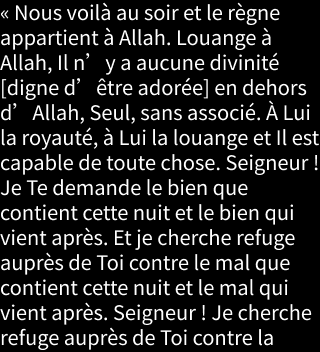 « Nous voilà au soir et le règne
appartient à Allah. Louange à
Allah, Il n’y a aucune divinité
[digne d’être adorée] en dehors
d’Allah, Seul, sans associé. À Lui
la royauté, à Lui la louange et Il est
capable de toute chose. Seigneur !
Je Te demande le bien que
contient cette nuit et le bien qui
vient après. Et je cherche refuge
auprès de Toi contre le mal que
contient cette nuit et le mal qui
vient après. Seigneur ! Je cherche
refuge auprès de Toi contre la